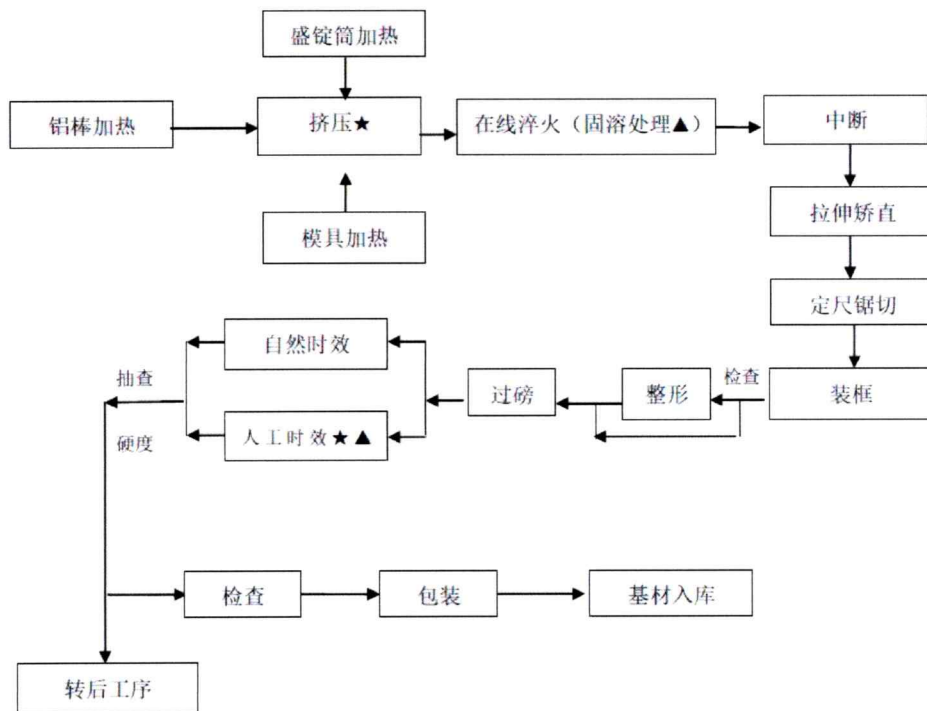 盛锭筒加热
铝棒加热
挤压★
在线淬火（固溶处理▲）
中断
模具加热
拉伸矫直
定尺锯切
自然时效
抽查
过磅
整形
检查
装框
人工时效★▲
硬度
检查
包装
基材入库
转后工序